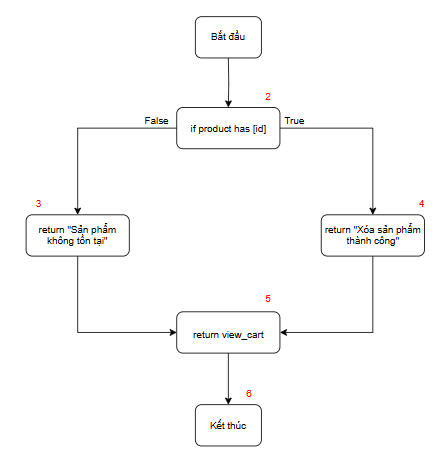 Bắt đầu
2
if product has [id]
False
True
3
4
return "Sản phẩm
không tồn tại"
return "Xóa sản phẩm
thành công"
5
return view_cart
6
Kết thúc